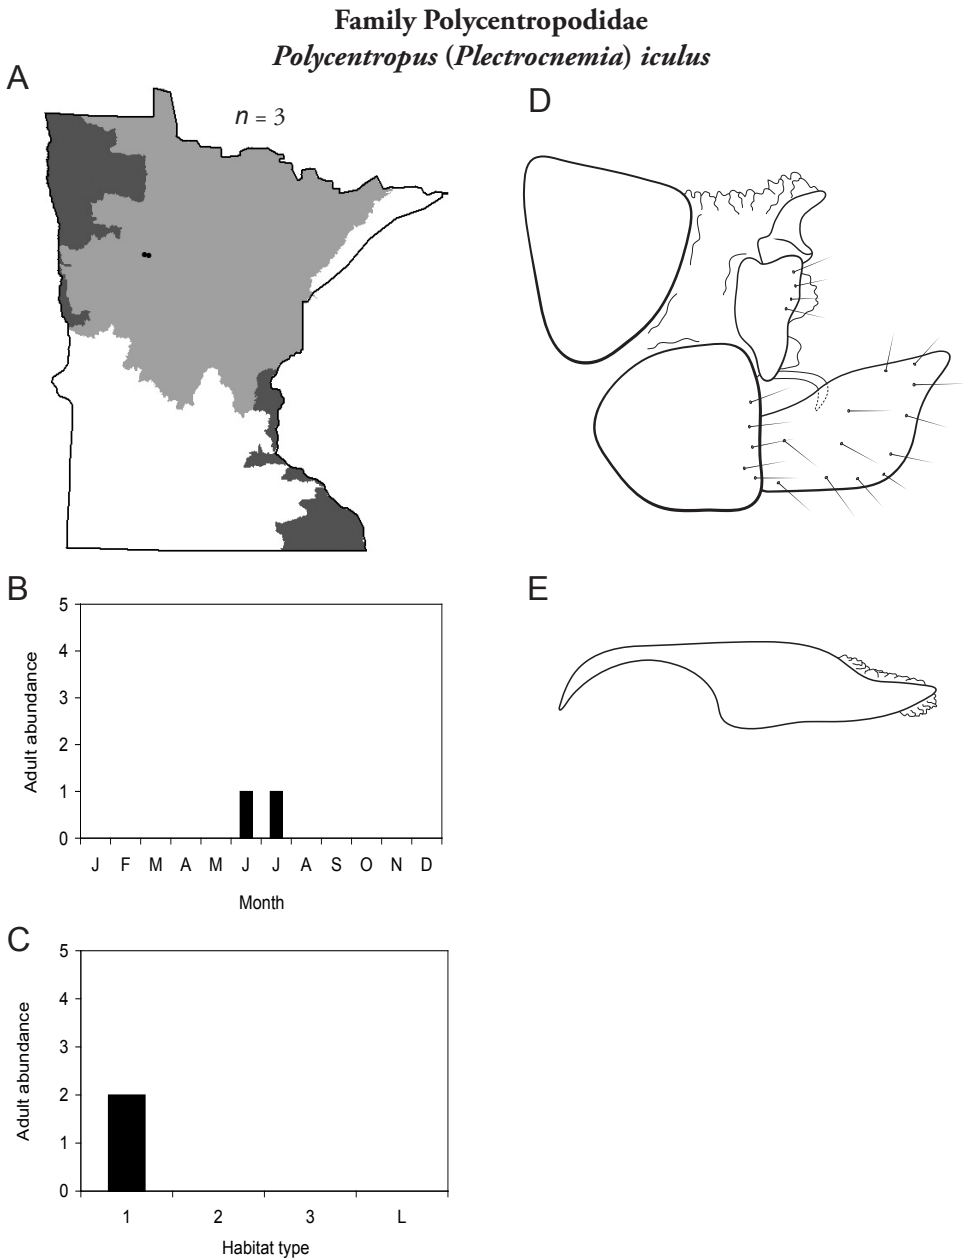 Family Polycentropodidae
Polycentropus (Plectrocnemia) iculus
A
n = 3
D
B
5
4
3
2
1
0
Adult abundance
J F M A M J J A S O N D
Month
E
C
5
4
3
2
1
0
Adult abundance
1 2 3 L
Habitat type